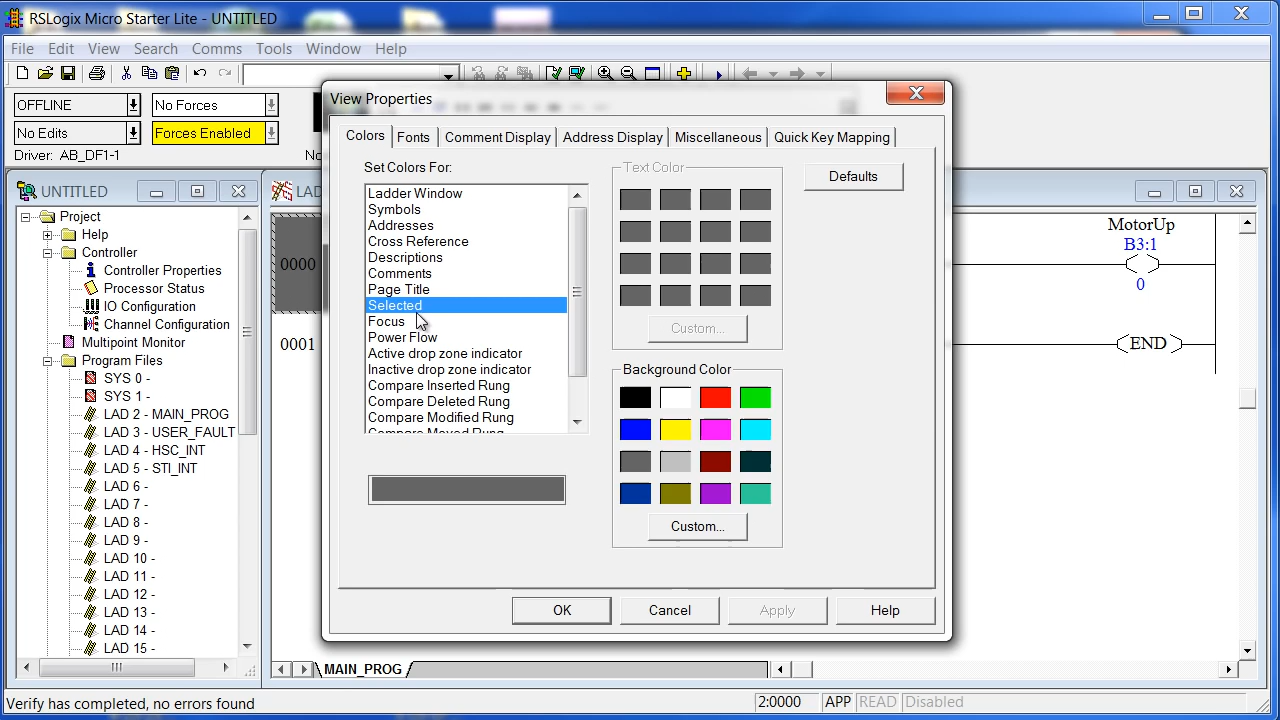 RSLogix Micro Starter Lite - UNTITLED
File Edit View Search Comms Tools Window Help
OFFLINE No Forces
No Edits Forces Enabled
Driver: AB_DF1-1
UNTITLED
Project
Help
Controller
Controller Properties
Processor Status
IO Configuration
Channel Configuration
Multipoint Monitor
Program Files
SYS 0 -
SYS 1 -
LAD 2 - MAIN_PROG
LAD 3 - USER_FAULT
LAD 4 - HSC_INT
LAD 5 - STI_INT
LAD 6 -
LAD 7 -
LAD 8 -
LAD 9 -
LAD 10 -
LAD 11 -
LAD 12 -
LAD 13 -
LAD 14 -
LAD 15 -
LAD
0000
0001
MotorUp
B3:1
0
END
MAIN_PROG
View Properties
Colors Fonts Comment Display Address Display Miscellaneous Quick Key Mapping
Set Colors For:
Ladder Window
Symbols
Addresses
Cross Reference
Descriptions
Comments
Page Title
Selected
Focus
Power Flow
Active drop zone indicator
Inactive drop zone indicator
Compare Inserted Rung
Compare Deleted Rung
Compare Modified Rung
Compare Moved Rung
Text Color
Custom...
Background Color
Custom...
Defaults
OK Cancel Apply Help
Verify has completed, no errors found 2:0000 APP READ Disabled